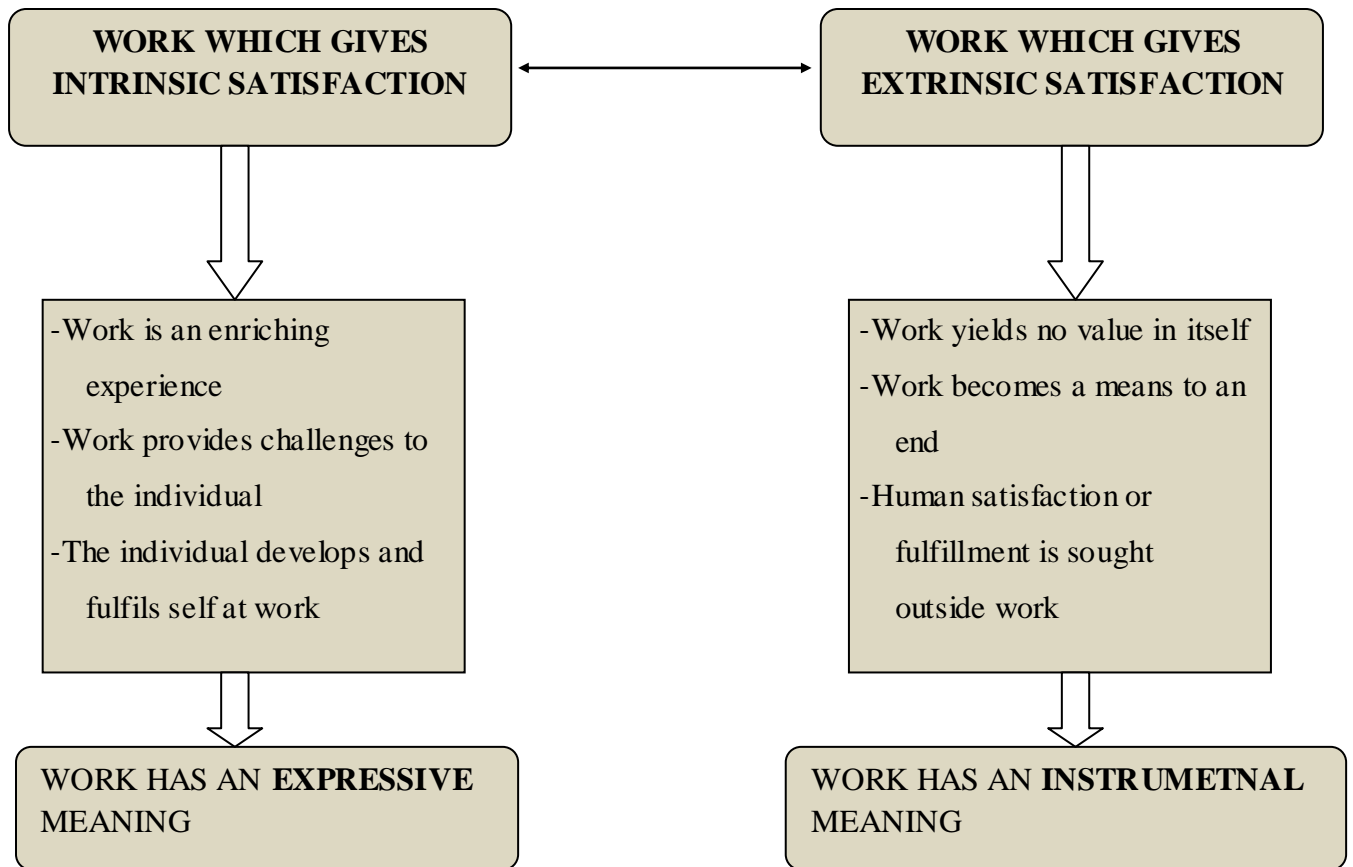 WORK WHICH GIVES
INTRINSIC SATISFACTION
WORK WHICH GIVES
EXTRINSIC SATISFACTION
-Work is an enriching
experience
-Work provides challenges to
the individual
-The individual develops and
fulfils self at work
-Work yields no value in itself
-Work becomes a means to an
end
-Human satisfaction or
fulfillment is sought
outside work
WORK HAS AN EXPRESSIVE
MEANING
WORK HAS AN INSTRUMETNAL
MEANING